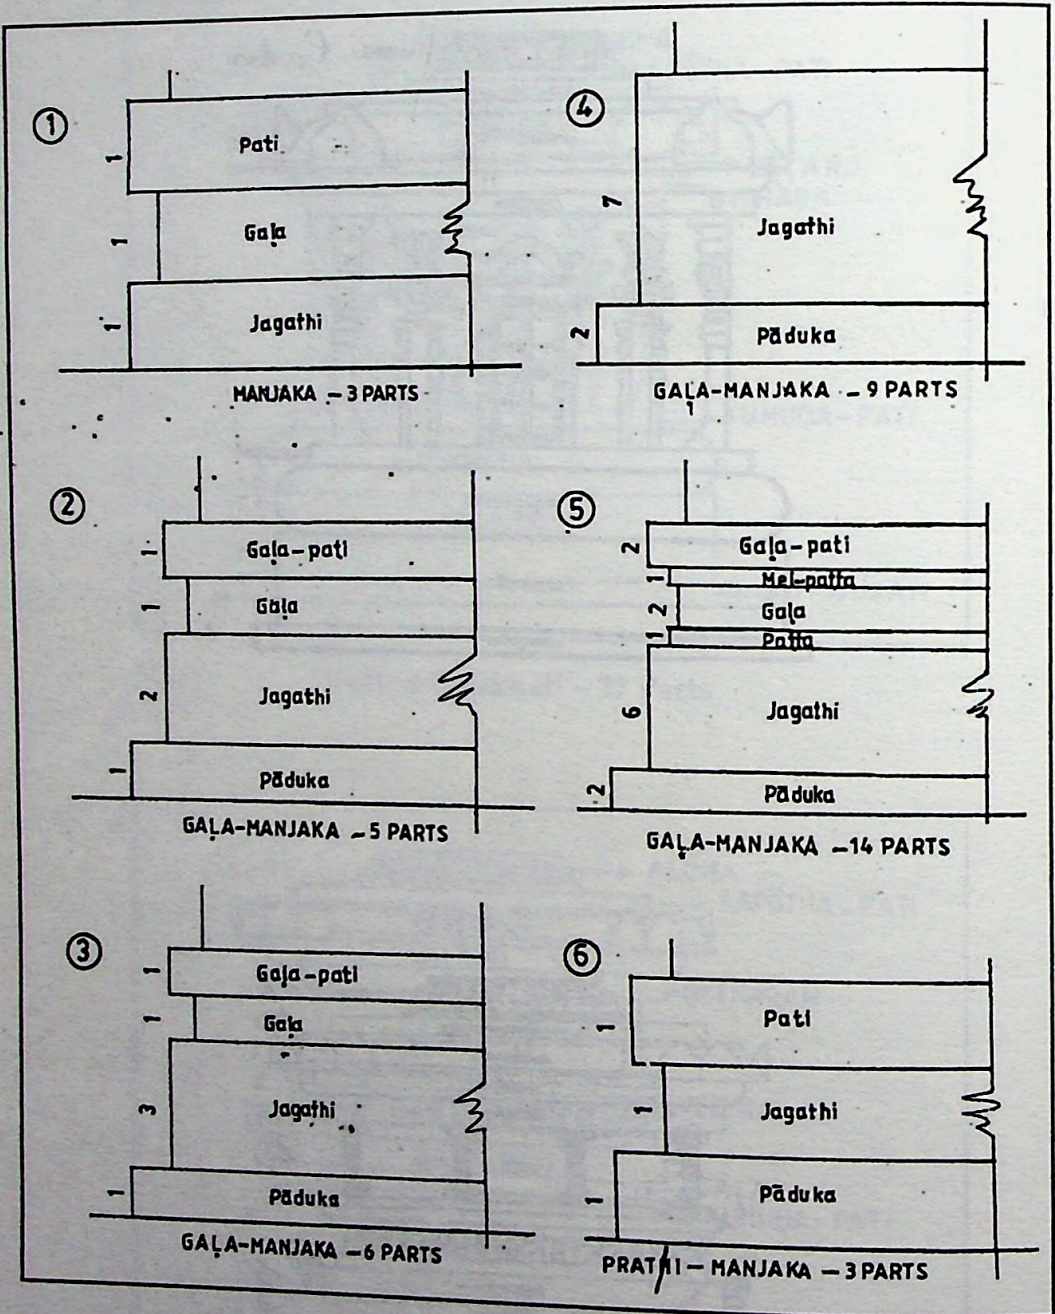 ①
1 Pati
1 Gaḷa
1 Jagathi
MANJAKA – 3 PARTS
②
1 Gaḷa-pati
1 Gaḷa
2 Jagathi
1 Pāduka
GAḶA-MANJAKA – 5 PARTS
③
1 Gaḷa-pati
1 Gaḷa
3 Jagathi
1 Pāduka
GAḶA-MANJAKA – 6 PARTS
④
7 Jagathi
2 Pāduka
GAḶA-MANJAKA – 9 PARTS
⑤
2 Gaḷa-pati
1 Mel-patta
2 Gaḷa
1 Patta
6 Jagathi
2 Pāduka
GAḶA-MANJAKA – 14 PARTS
⑥
1 Pati
1 Jagathi
1 Pāduka
PRATHI – MANJAKA – 3 PARTS